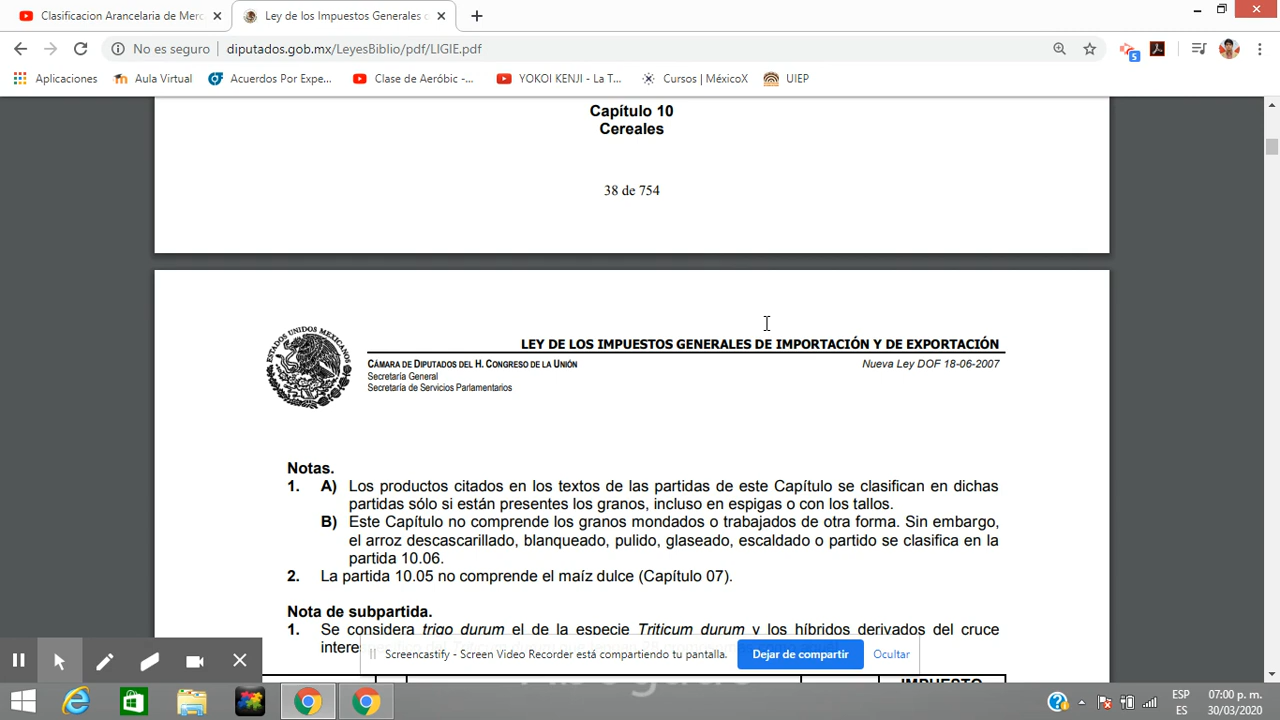 Clasificacion Arancelaria de Merc
Ley de los Impuestos Generales d
No es seguro
diputados.gob.mx/LeyesBiblio/pdf/LIGIE.pdf
Aplicaciones
Aula Virtual
Acuerdos Por Expe...
Clase de Aeróbic -...
YOKOI KENJI - La T...
Cursos | MéxicoX
UIEP
5
Capítulo 10
Cereales
38 de 754
ESTADOS UNIDOS MEXICANOS
LEY DE LOS IMPUESTOS GENERALES DE IMPORTACIÓN Y DE EXPORTACIÓN
CÁMARA DE DIPUTADOS DEL H. CONGRESO DE LA UNIÓN
Nueva Ley DOF 18-06-2007
Secretaría General
Secretaría de Servicios Parlamentarios
Notas.
1. A) Los productos citados en los textos de las partidas de este Capítulo se clasifican en dichas
partidas sólo si están presentes los granos, incluso en espigas o con los tallos.
B) Este Capítulo no comprende los granos mondados o trabajados de otra forma. Sin embargo,
el arroz descascarillado, blanqueado, pulido, glaseado, escaldado o partido se clasifica en la
partida 10.06.
2. La partida 10.05 no comprende el maíz dulce (Capítulo 07).
Nota de subpartida.
1. Se considera trigo durum el de la especie Triticum durum y los híbridos derivados del cruce
IMPUESTO
Screencastify - Screen Video Recorder está compartiendo tu pantalla.
Dejar de compartir
Ocultar
ESP
ES
07:00 p. m.
30/03/2020